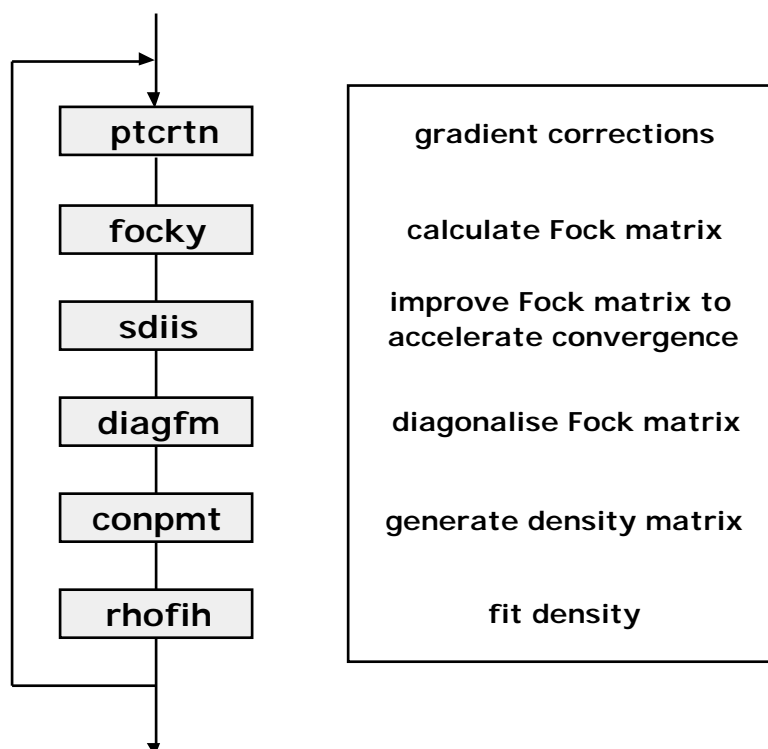 ptcrtn
gradient corrections
focky
calculate Fock matrix
sdiis
improve Fock matrix to
accelerate convergence
diagfm
diagonalise Fock matrix
conpmt
generate density matrix
rhofih
fit density